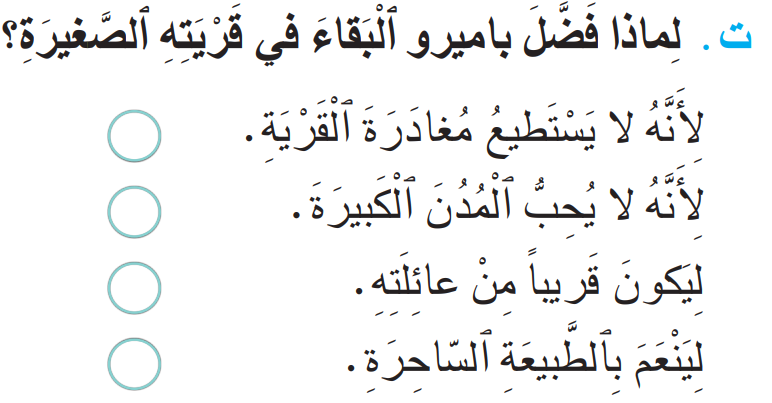 ت. لِماذا فَضَّلَ باميرو ٱلْبَقاءَ في قَرْيَتِهِ ٱلصَّغيرَةِ؟
لِأَنَّهُ لا يَسْتَطيعُ مُغادَرَةَ ٱلْقَرْيَةِ.
لِأَنَّهُ لا يُحِبُّ ٱلْمُدُنَ ٱلْكَبيرَةَ.
لِيَكونَ قَريباً مِنْ عائِلَتِهِ.
لِيَنْعَمَ بِٱلطَّبيعَةِ ٱلسّاحِرَةِ.